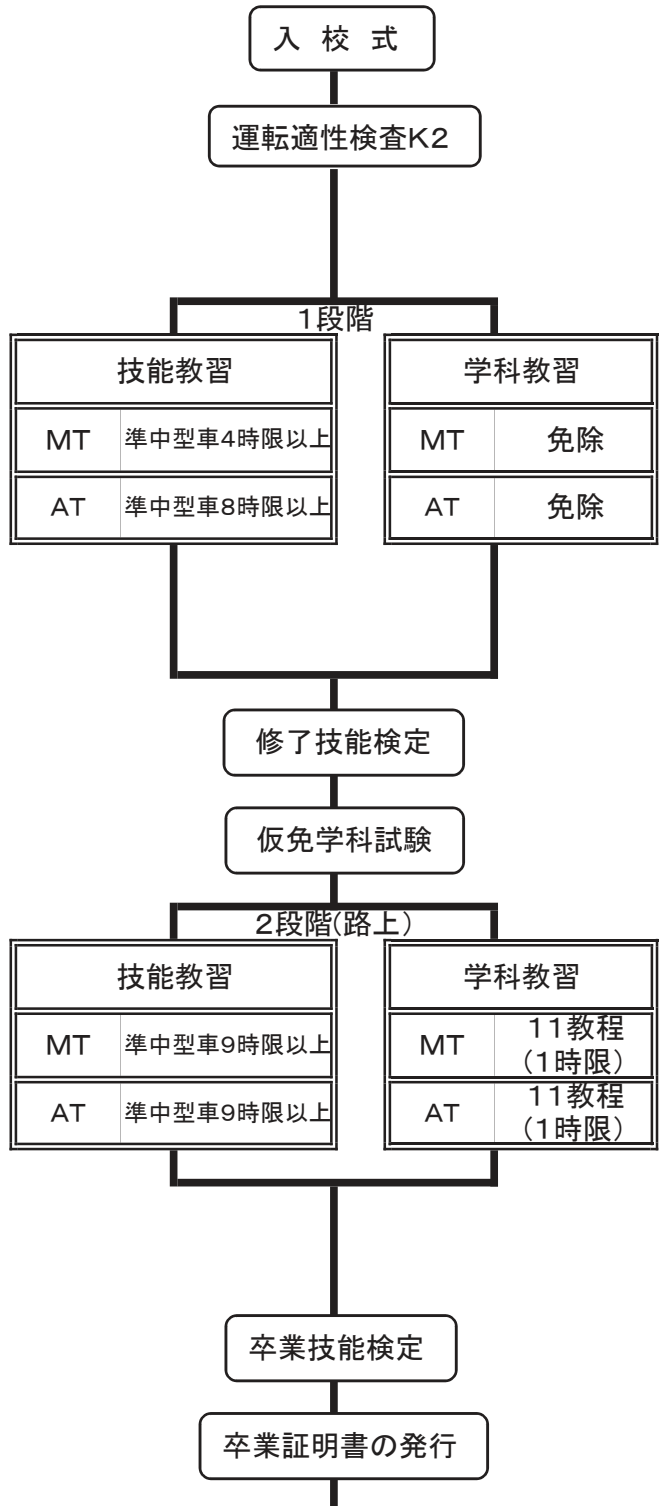 入 校 式
運転適性検査K2
1段階
技能教習
MT 準中型車4時限以上
AT 準中型車8時限以上
学科教習
MT 免除
AT 免除
修了技能検定
仮免学科試験
2段階(路上)
技能教習
MT 準中型車9時限以上
AT 準中型車9時限以上
学科教習
MT 11教程
(1時限)
AT 11教程
(1時限)
卒業技能検定
卒業証明書の発行